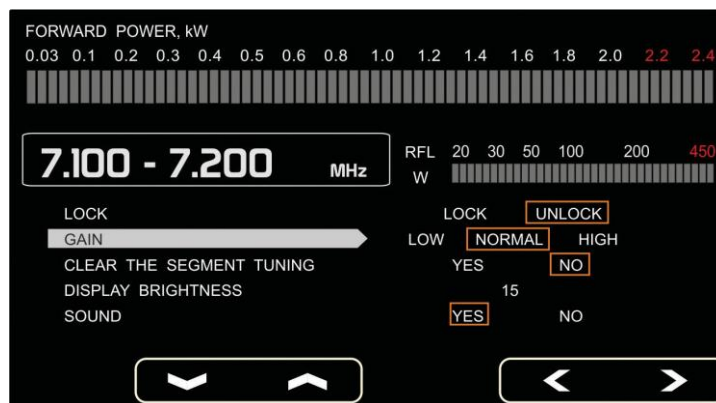 FORWARD POWER, kW
0.03 0.1 0.2 0.3 0.4 0.5 0.6 0.8 1.0 1.2 1.4 1.6 1.8 2.0 2.2 2.4
7.100 - 7.200 MHz
RFL 20 30 50 100 200 450
W
LOCK LOCK UNLOCK
GAIN LOW NORMAL HIGH
CLEAR THE SEGMENT TUNING YES NO
DISPLAY BRIGHTNESS 15
SOUND YES NO